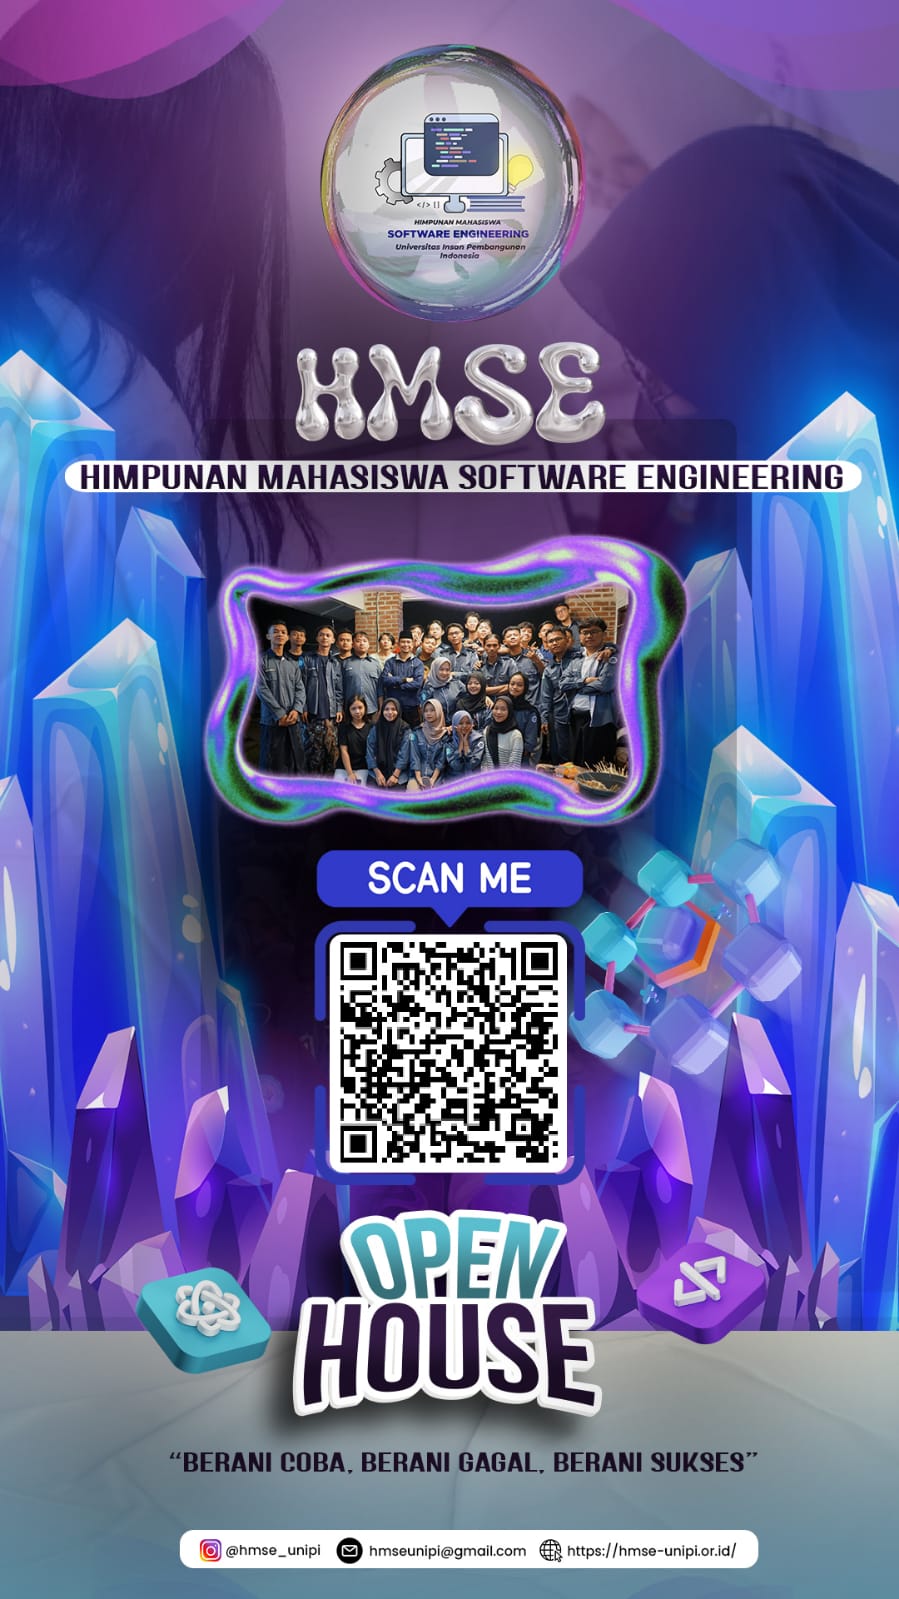 </> []
HIMPUNAN MAHASISWA
SOFTWARE ENGINEERING
Universitas Insan Pembangunan
Indonesia
HMSE
HIMPUNAN MAHASISWA SOFTWARE ENGINEERING
SCAN ME
OPEN
HOUSE
“BERANI COBA, BERANI GAGAL, BERANI SUKSES”
@hmse_unipi hmseunipi@gmail.com https://hmse-unipi.or.id/